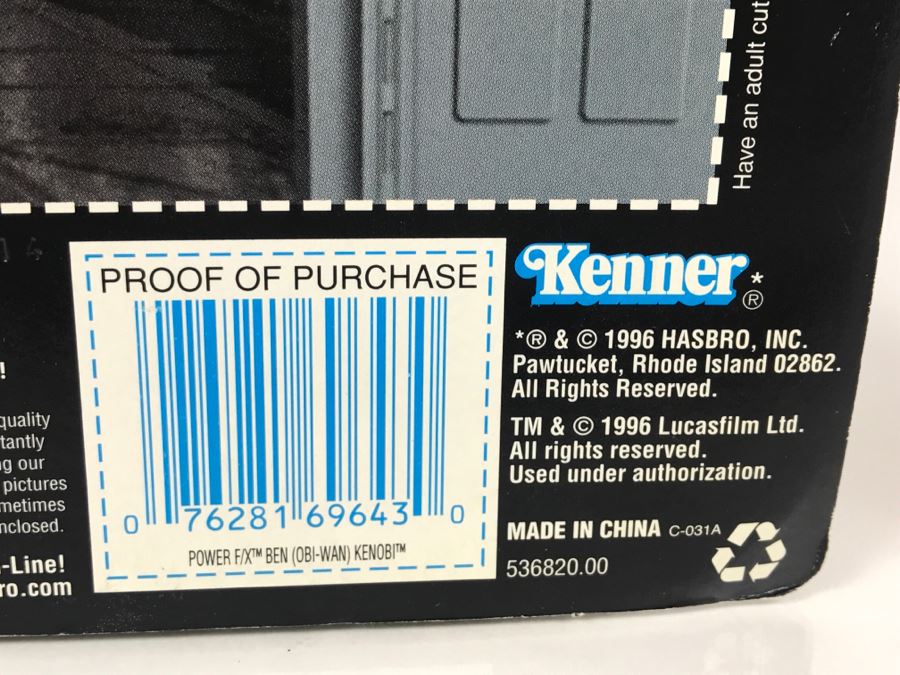 Have an adult cut
PROOF OF PURCHASE
0 76281 69643 0
POWER F/X™ BEN (OBI-WAN) KENOBI™
Kenner*®
*® & © 1996 HASBRO, INC.
Pawtucket, Rhode Island 02862.
All Rights Reserved.
TM & © 1996 Lucasfilm Ltd.
All rights reserved.
Used under authorization.
MADE IN CHINA C-031A
536820.00
!
quality
tantly
g our
pictures
metimes
nclosed.
-Line!
ro.com